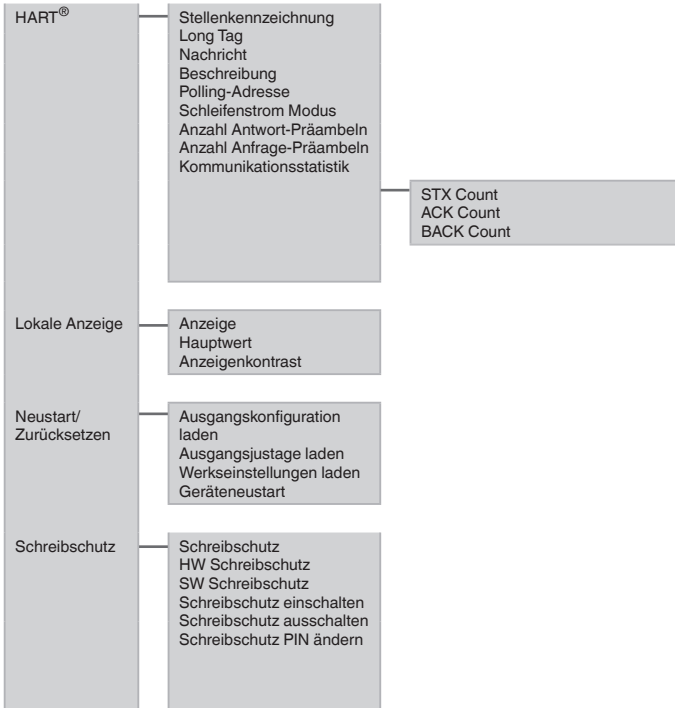 HART®
Stellenkennzeichnung
Long Tag
Nachricht
Beschreibung
Polling-Adresse
Schleifenstrom Modus
Anzahl Antwort-Präambeln
Anzahl Anfrage-Präambeln
Kommunikationsstatistik
STX Count
ACK Count
BACK Count
Lokale Anzeige
Anzeige
Hauptwert
Anzeigenkontrast
Neustart/
Zurücksetzen
Ausgangskonfiguration
laden
Ausgangsjustage laden
Werkseinstellungen laden
Geräteneustart
Schreibschutz
Schreibschutz
HW Schreibschutz
SW Schreibschutz
Schreibschutz einschalten
Schreibschutz ausschalten
Schreibschutz PIN ändern